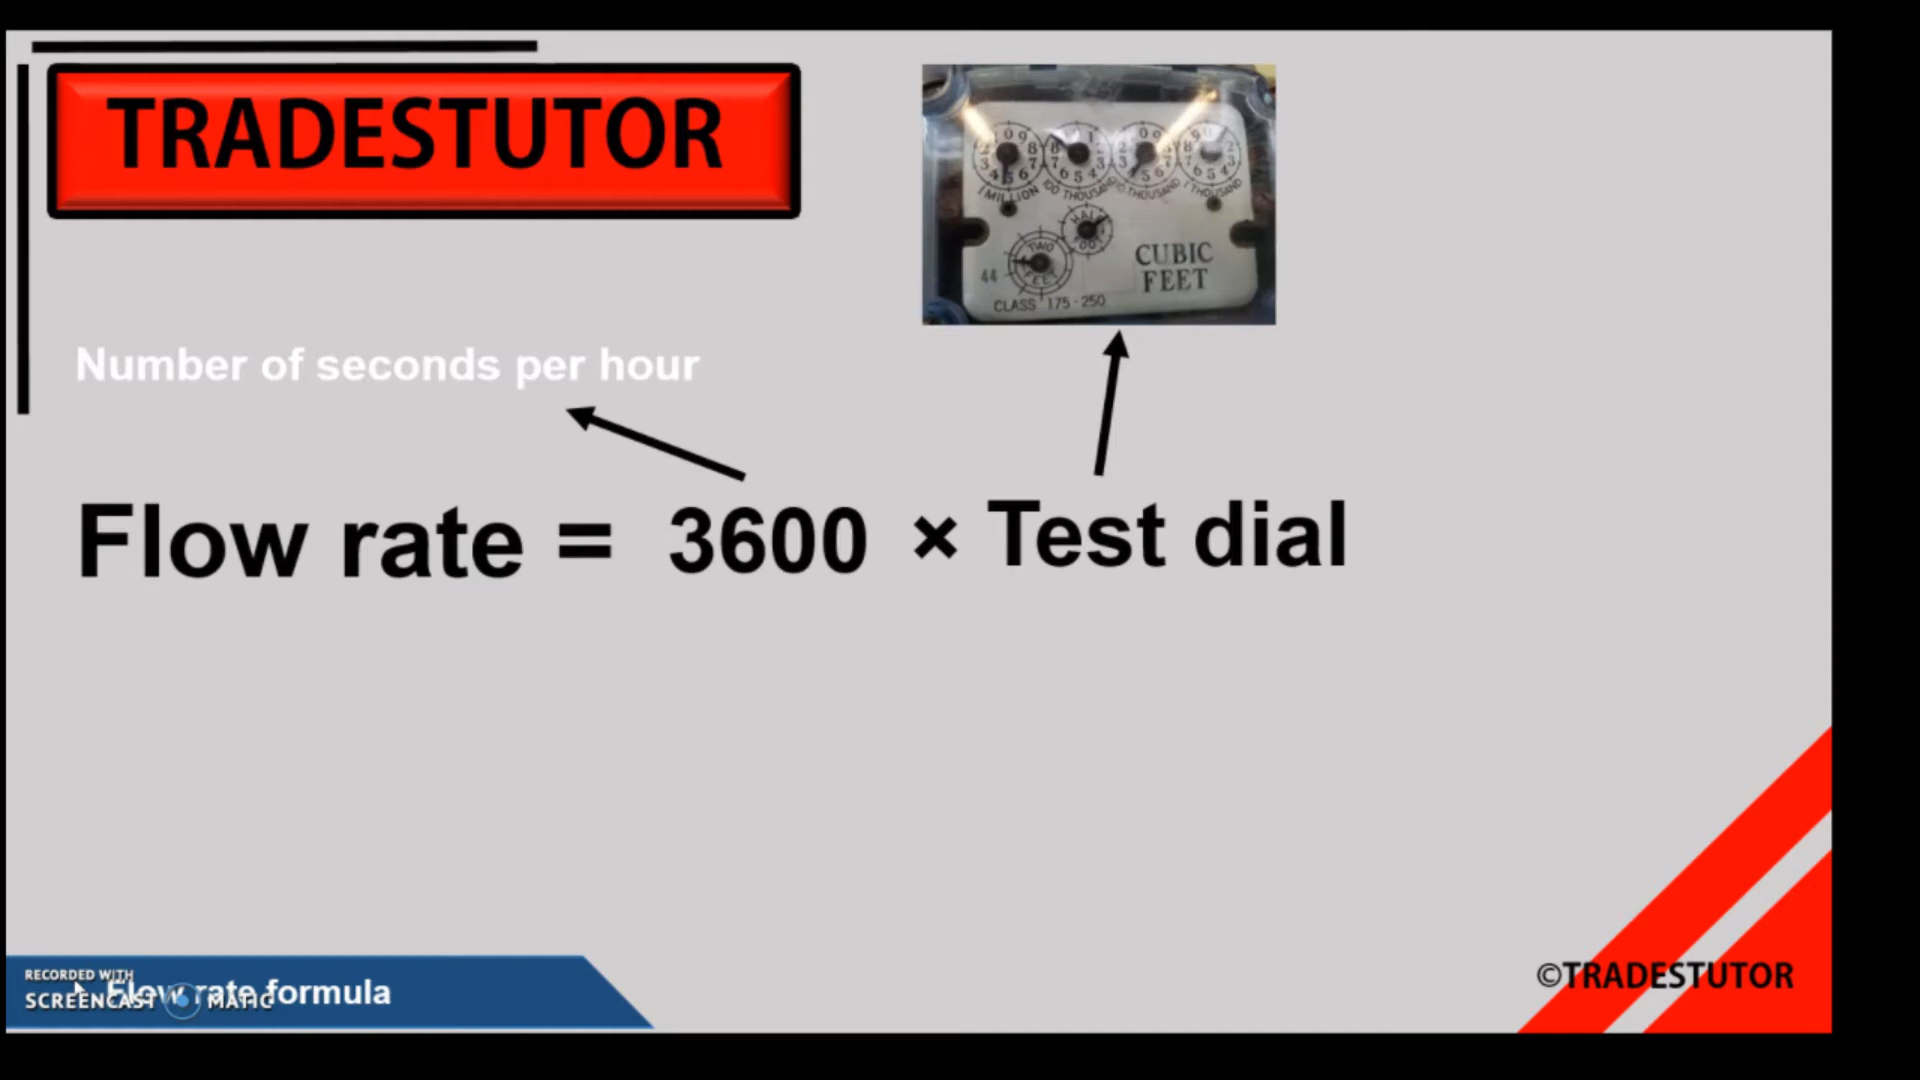 TRADESTUTOR
1 MILLION
100 THOUSAND
10 THOUSAND
1 THOUSAND
HALF
TWO
FEET
44
CUBIC
FEET
CLASS 175-250
Number of seconds per hour
Flow rate = 3600 × Test dial
RECORDED WITH
SCREENCAST MATIC
Flow rate formula
©TRADESTUTOR